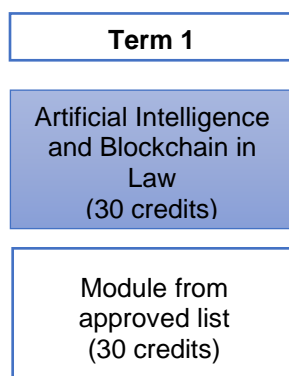 Term 1
Artificial Intelligence
and Blockchain in
Law
(30 credits)
Module from
approved list
(30 credits)